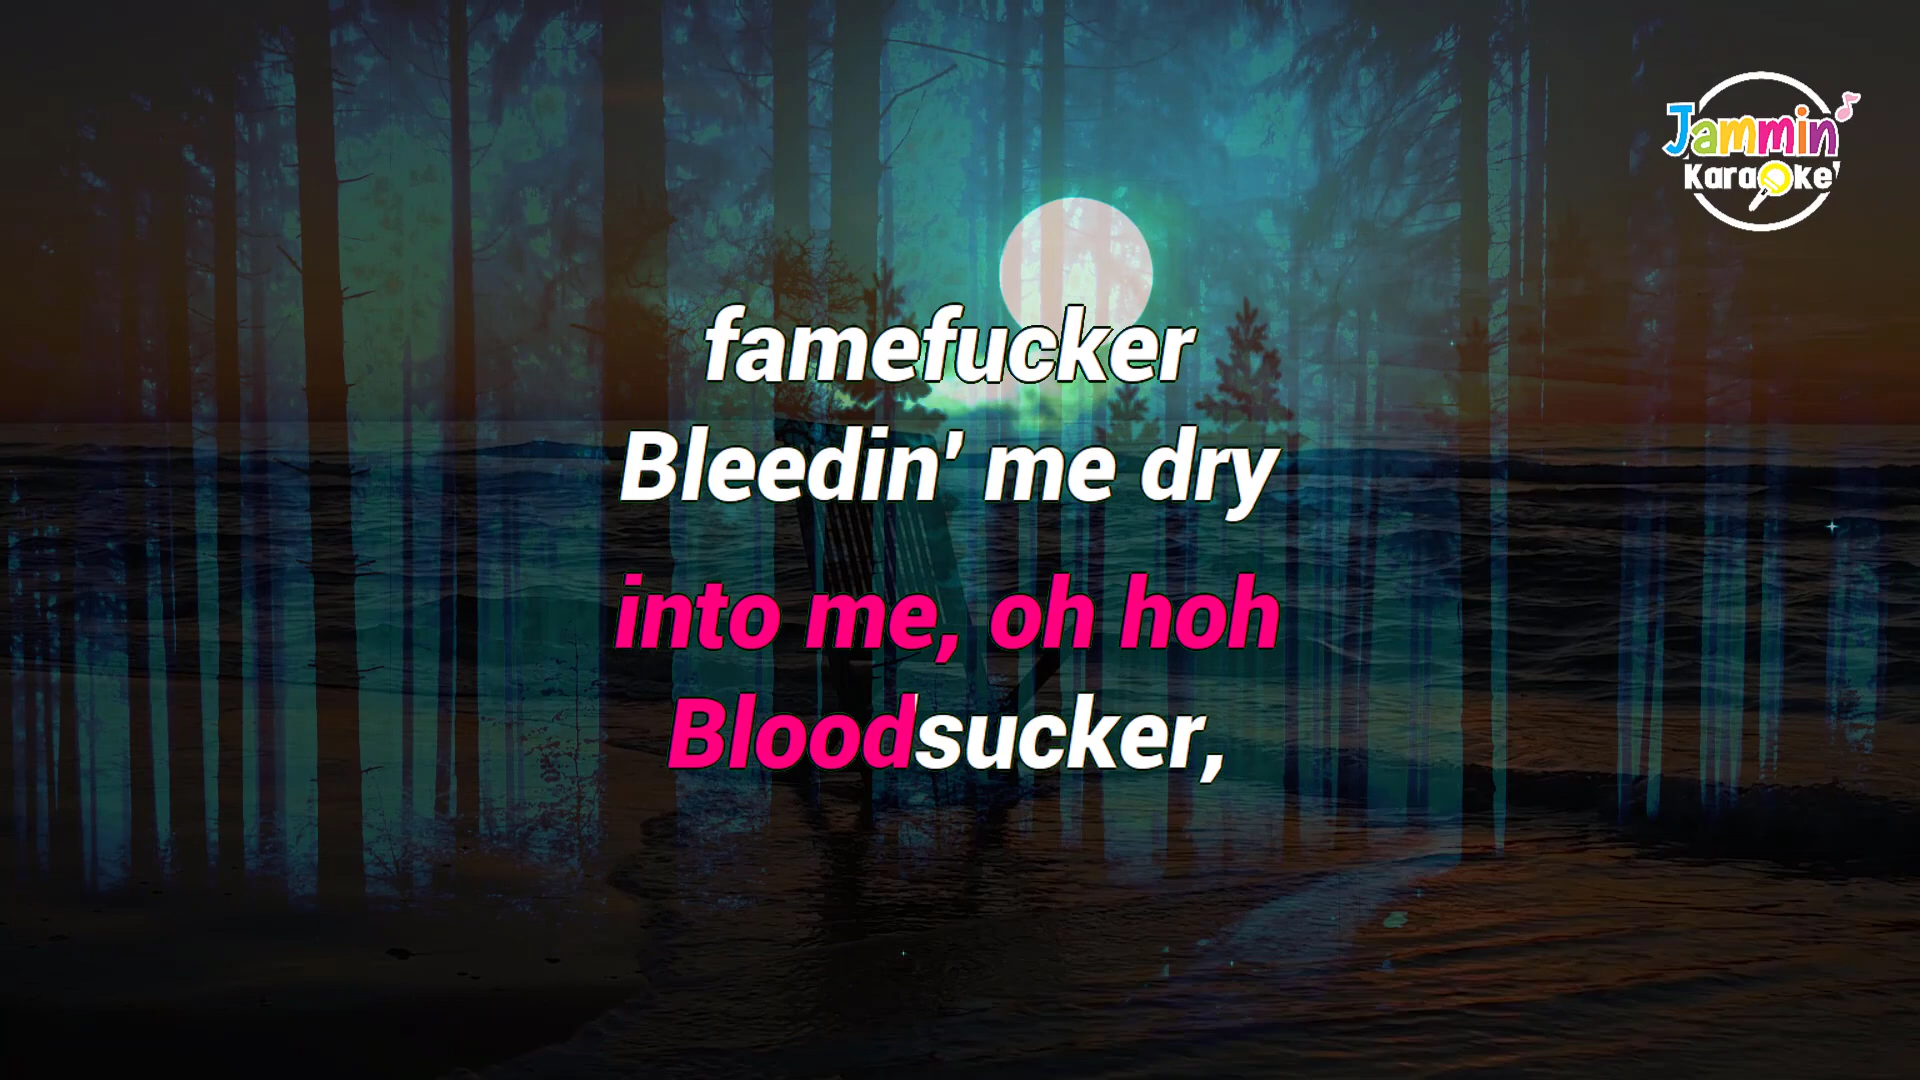 Jammin'
Karaoke
famefucker
Bleedin' me dry
into me, oh hoh
Bloodsucker,